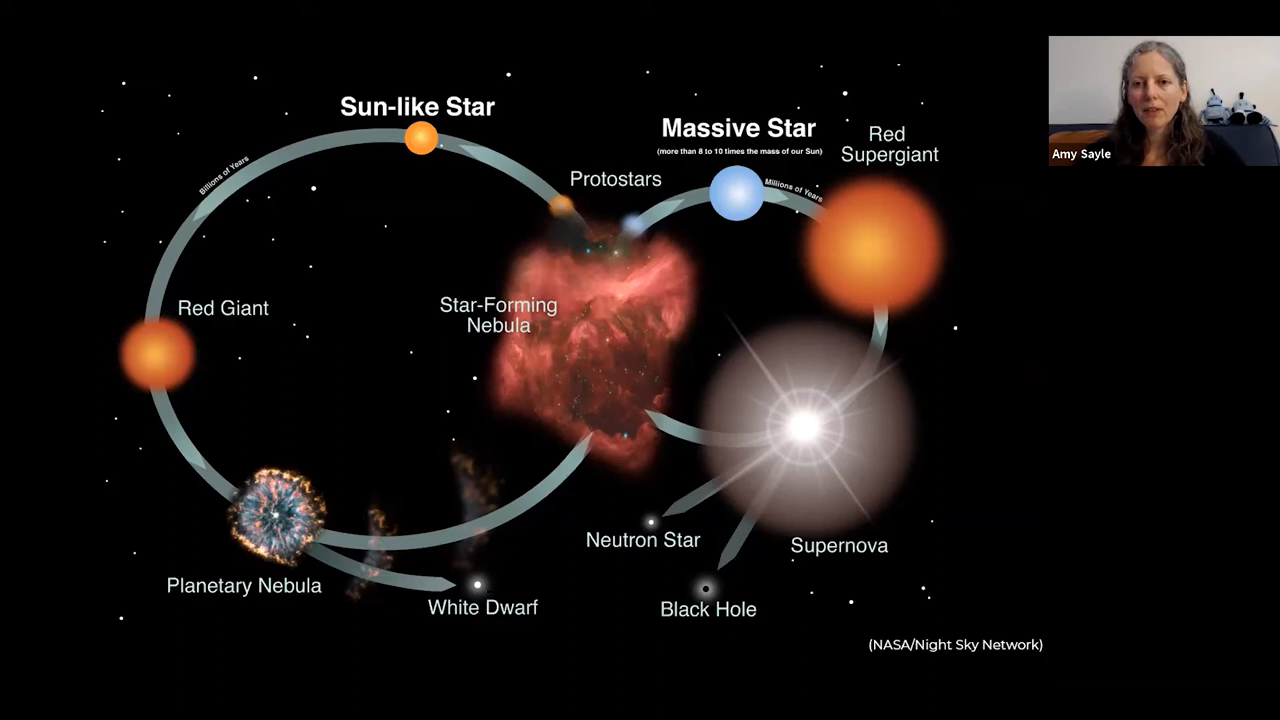 Sun-like Star
Massive Star
(more than 8 to 10 times the mass of our Sun)
Red
Supergiant
Amy Sayle
Protostars
Billions of Years
Millions of Years
Red Giant
Star-Forming
Nebula
Neutron Star
Supernova
Planetary Nebula
White Dwarf
Black Hole
(NASA/Night Sky Network)